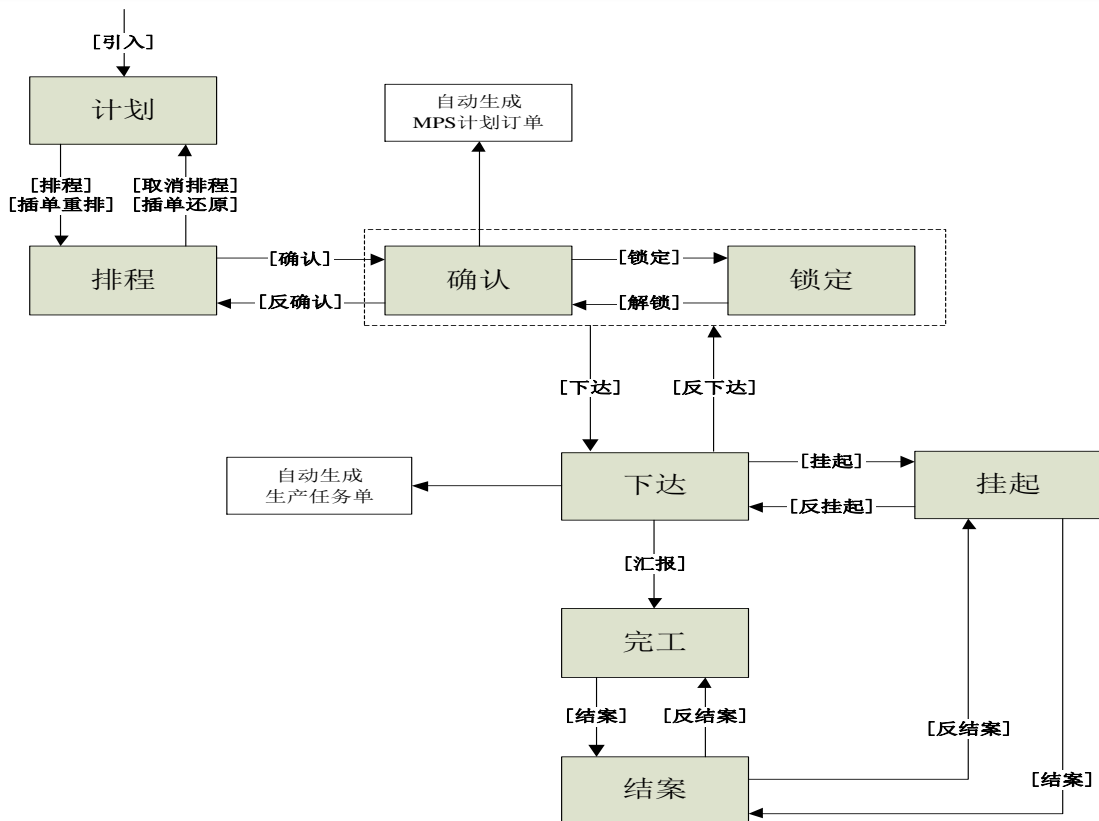 [引入]
计划
自动生成
MPS计划订单
[排程]
[插单重排]
[取消排程]
[插单还原]
排程
[确认]
[反确认]
确认
[锁定]
[解锁]
锁定
[下达]
[反下达]
自动生成
生产任务单
下达
[挂起]
[反挂起]
挂起
[汇报]
完工
[结案]
[反结案]
[反结案]
[结案]
结案